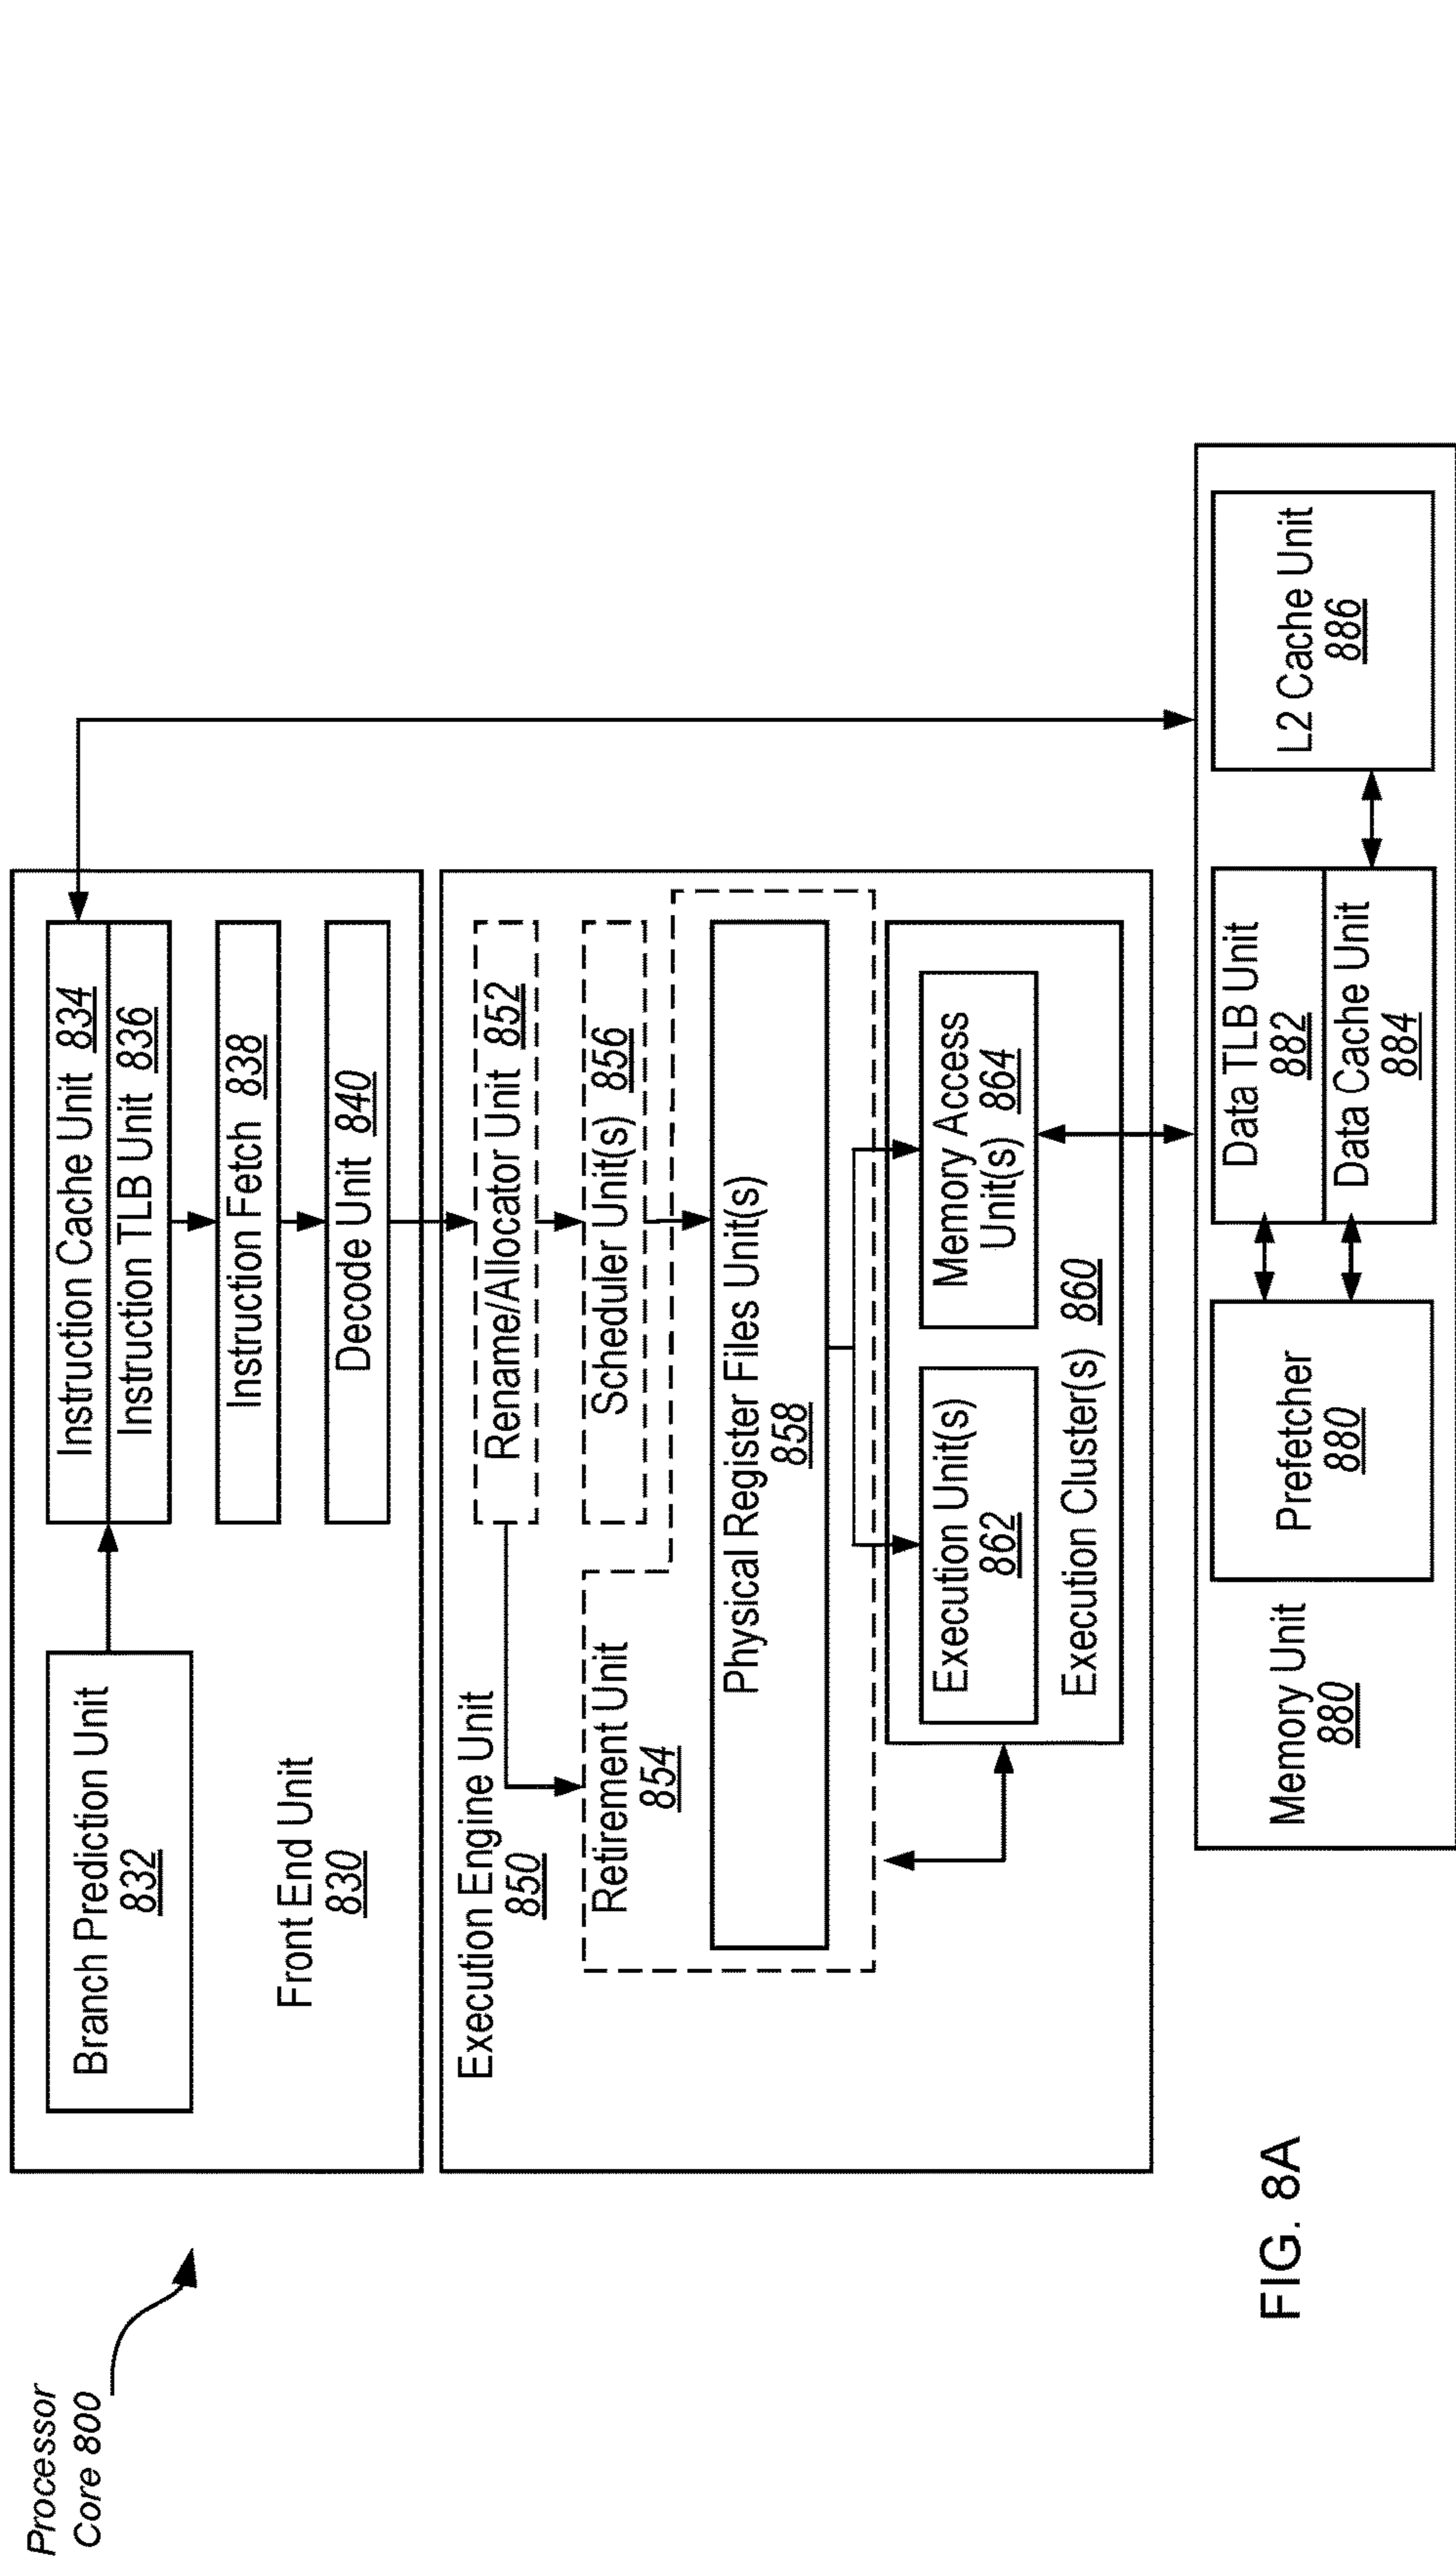 Processor
Core 800
Branch Prediction Unit
832
Instruction Cache Unit 834
Instruction TLB Unit 836
Instruction Fetch 838
Decode Unit 840
Front End Unit
830
Execution Engine Unit
850
Rename/Allocator Unit 852
Scheduler Unit(s) 856
Retirement Unit
854
Physical Register Files Unit(s)
858
Execution Unit(s)
862
Memory Access
Unit(s) 864
Execution Cluster(s) 860
Memory Unit
880
Prefetcher
880
Data TLB Unit
882
Data Cache Unit
884
L2 Cache Unit
886
FIG. 8A